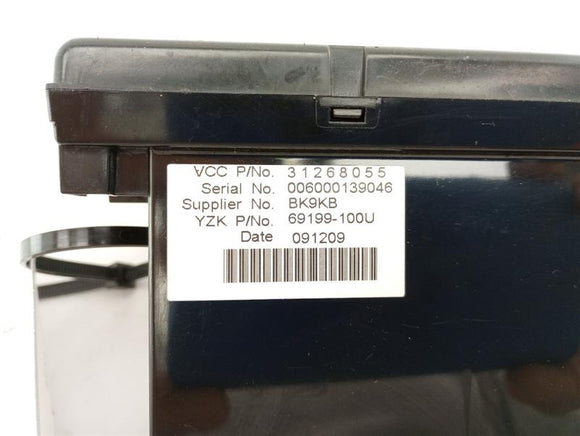 VCC P/No. 31268055
Serial No. 006000139046
Supplier No. BK9KB
YZK P/No. 69199-100U
Date 091209